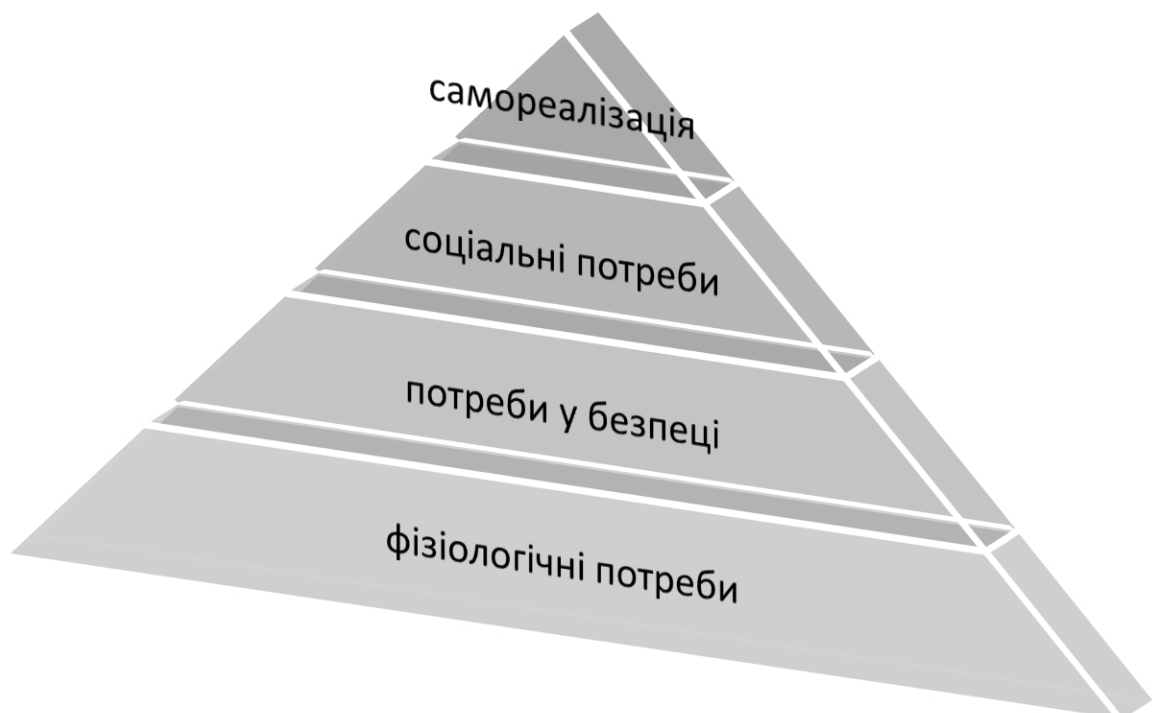 самореалізація
соціальні потреби
потреби у безпеці
фізіологічні потреби